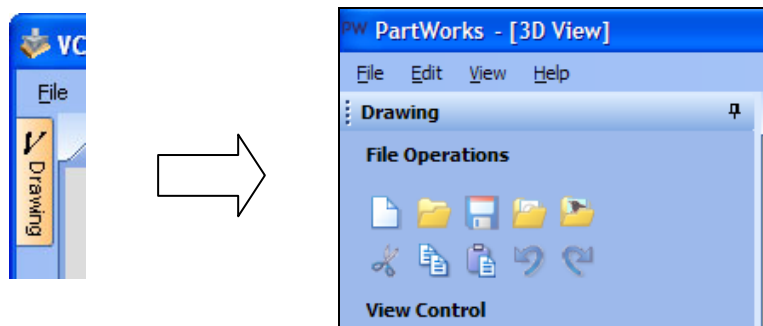 VC
File
Drawing
PW PartWorks - [3D View]
File Edit View Help
Drawing
File Operations
View Control